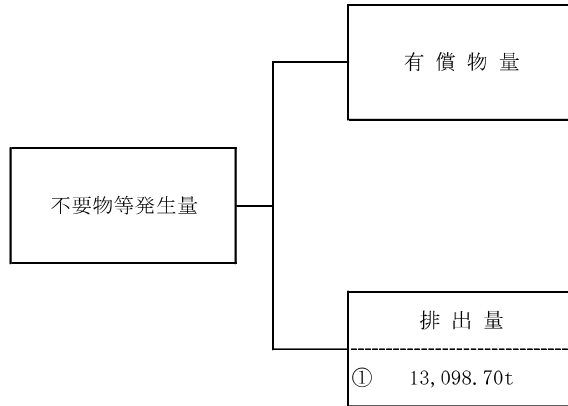 有 償 物 量
不要物等発生量
排 出 量
① 13,098.70t